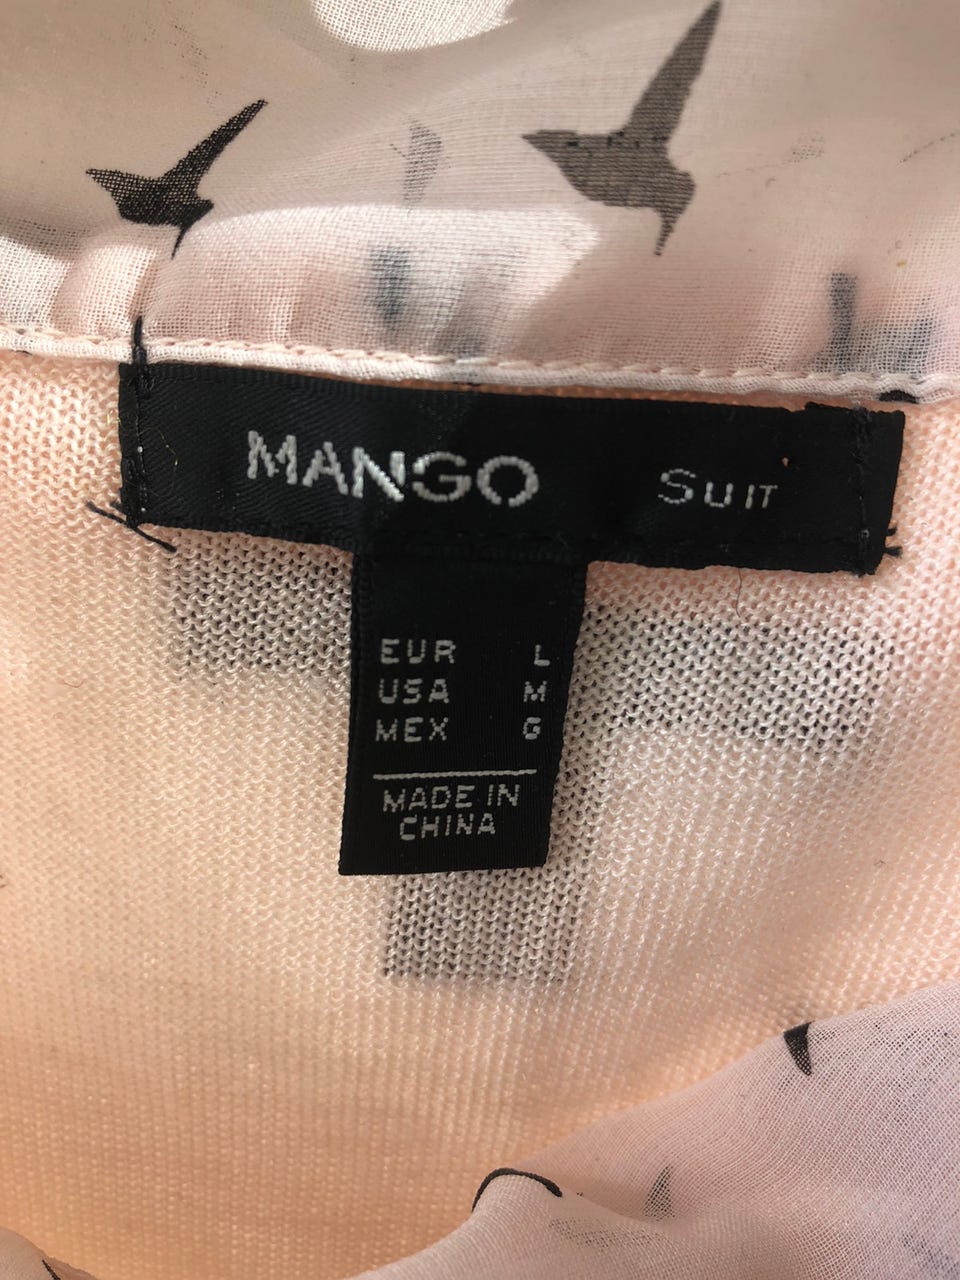 MANGO SUIT
EUR L
USA M
MEX G
MADE IN
CHINA